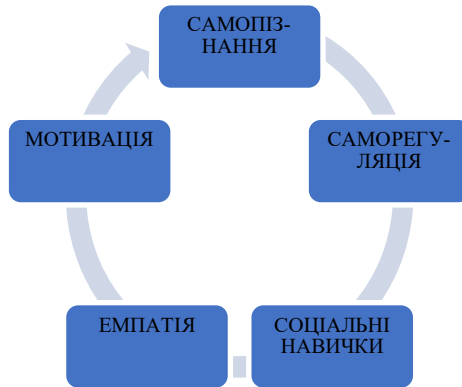 САМОПІЗ-
НАННЯ
САМОРЕГУ-
ЛЯЦІЯ
СОЦІАЛЬНІ
НАВИЧКИ
ЕМПАТІЯ
МОТИВАЦІЯ